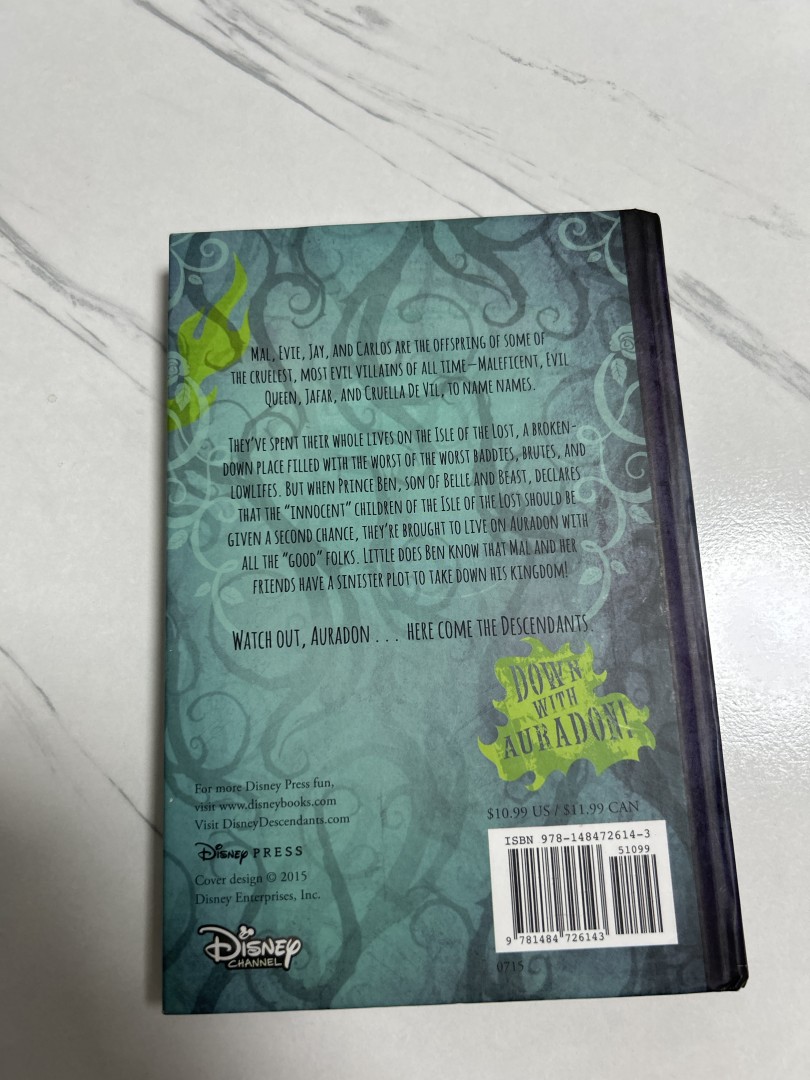 Mal, Evie, Jay, and Carlos are the offspring of some of
the cruelest, most evil villains of all time—Maleficent, Evil
Queen, Jafar, and Cruella De Vil, to name names.
They've spent their whole lives on the Isle of the Lost, a broken-
down place filled with the worst of the worst baddies, brutes, and
lowlifes. But when Prince Ben, son of Belle and Beast, declares
that the "innocent" children of the Isle of the Lost should be
given a second chance, they're brought to live on Auradon with
all the "good" folks. Little does Ben know that Mal and her
friends have a sinister plot to take down his kingdom!
Watch out, Auradon . . . here come the Descendants.
DOWN
WITH
AURADON!
For more Disney Press fun,
visit www.disneybooks.com
Visit DisneyDescendants.com
Disney PRESS
Cover design © 2015
Disney Enterprises, Inc.
Disney
CHANNEL
$10.99 US / $11.99 CAN
ISBN 978-148472614-3
51099
9 781484 726143
0715